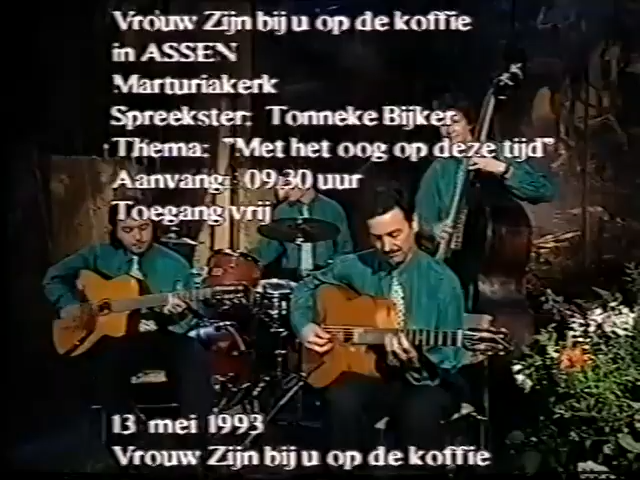 Vrouw Zijn bij u op de koffie
in ASSEN
Marturiakerk
Spreekster: Tonneke Bijker
Thema: "Met het oog op deze tijd"
Aanvang: 09.30 uur
Toegang vrij
13 mei 1993
Vrouw Zijn bij u op de koffie